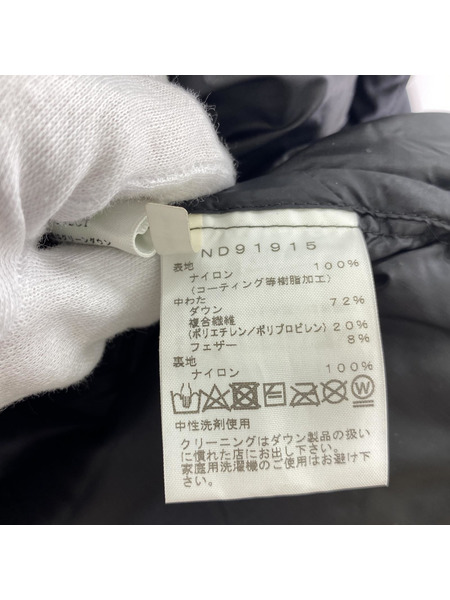 ND91915
表地
ナイロン 100%
(コーティング等樹脂加工)
中わた
ダウン 72%
複合繊維
(ポリエチレン/ポリプロピレン) 20%
フェザー 8%
裏地
ナイロン 100%
中性洗剤使用
クリーニングはダウン製品の扱い
に慣れた店にお出し下さい。
家庭用洗濯機のご使用はお避け下
さい。